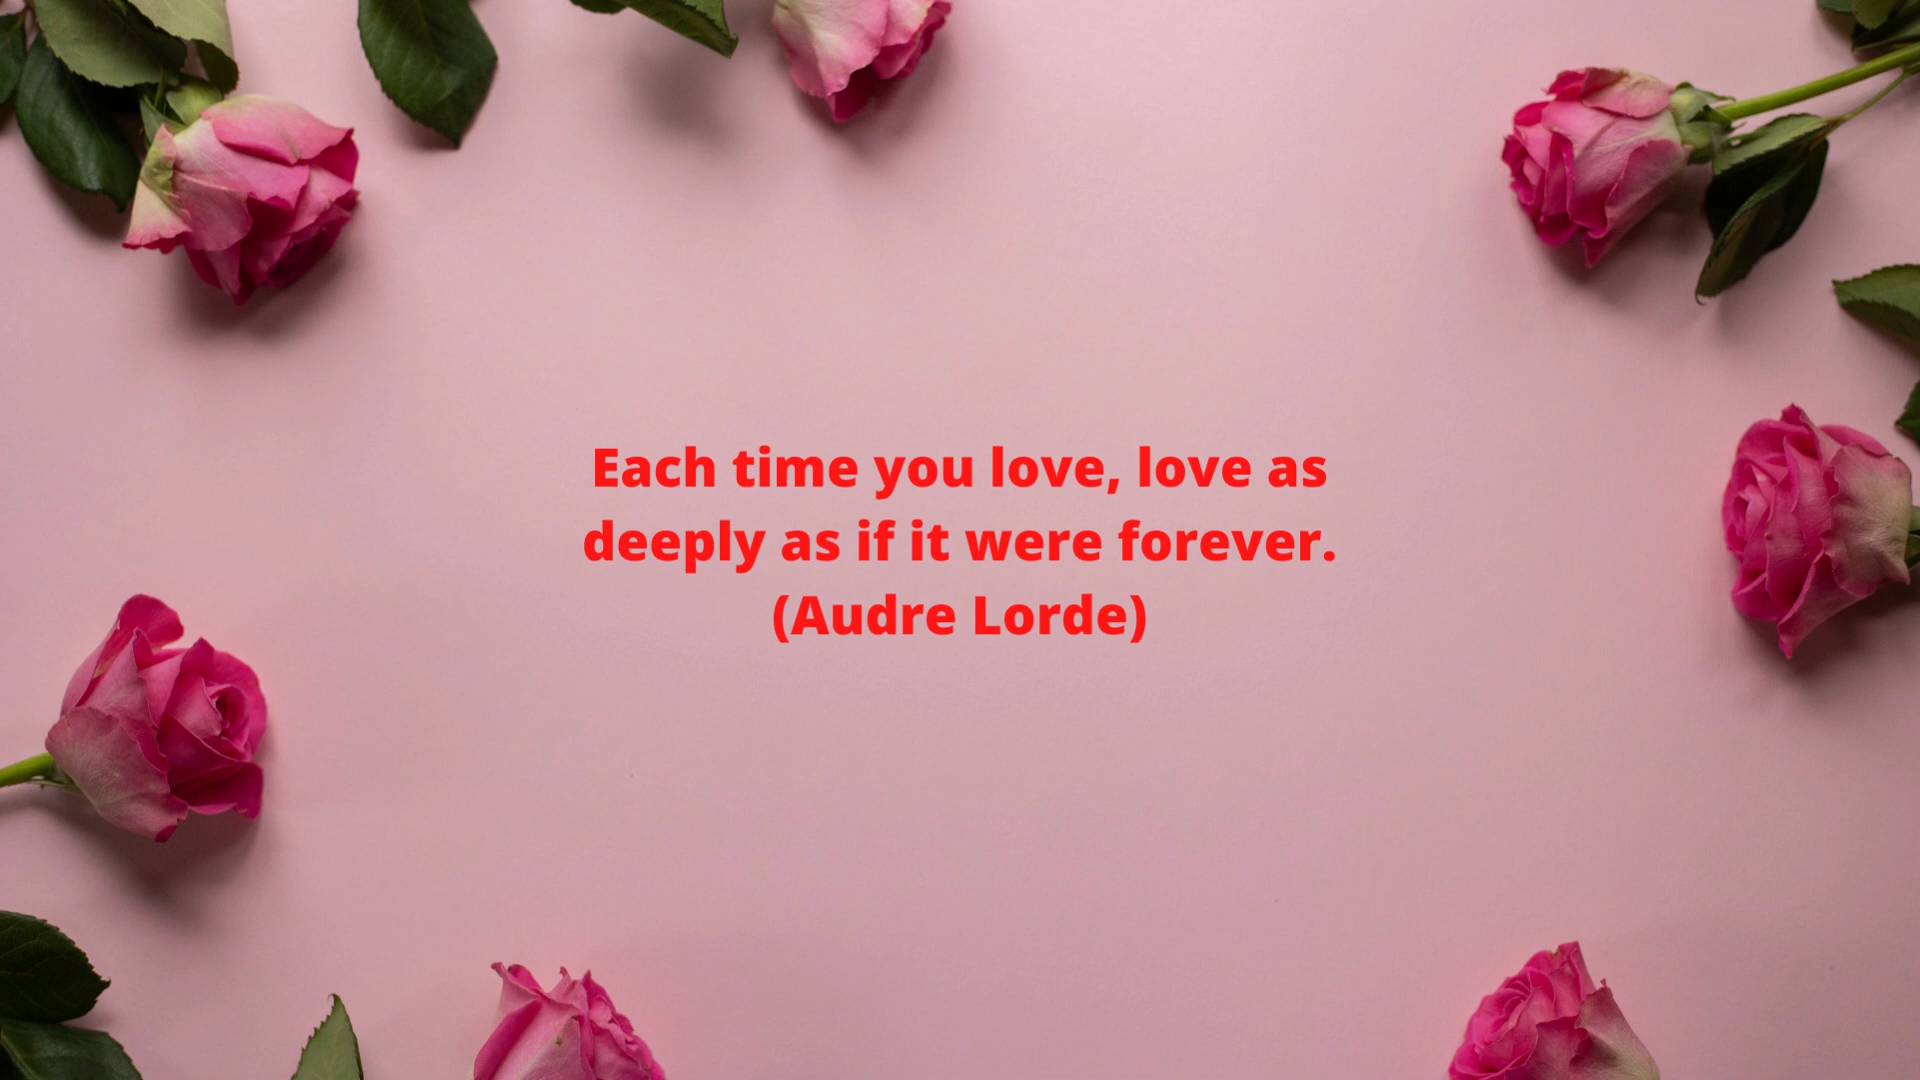 Each time you love, love as
deeply as if it were forever.
(Audre Lorde)